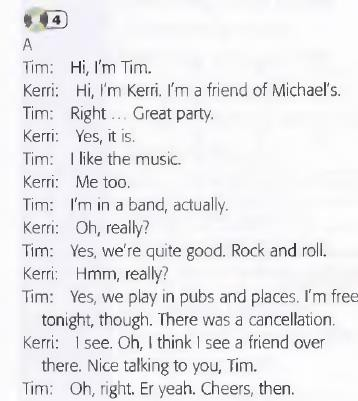 4
A
Tim: Hi, I'm Tim.
Kerri: Hi, I'm Kerri. I'm a friend of Michael's.
Tim: Right ... Great party.
Kerri: Yes, it is.
Tim: I like the music.
Kerri: Me too.
Tim: I'm in a band, actually.
Kerri: Oh, really?
Tim: Yes, we're quite good. Rock and roll.
Kerri: Hmm, really?
Tim: Yes, we play in pubs and places. I'm free
tonight, though. There was a cancellation.
Kerri: I see. Oh, I think I see a friend over
there. Nice talking to you, Tim.
Tim: Oh, right. Er yeah. Cheers, then.